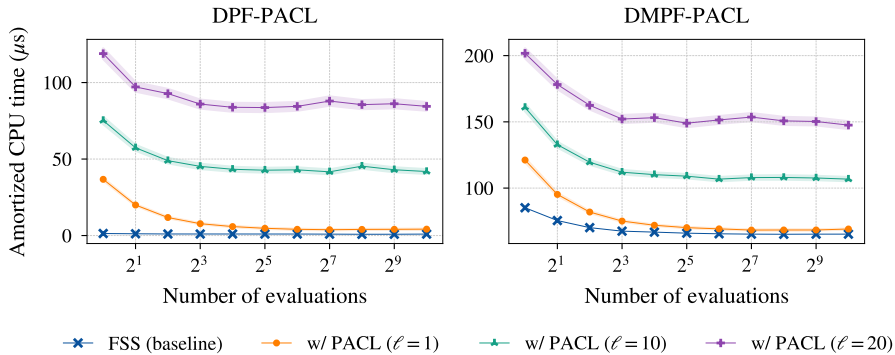 DPF-PACL
DMPF-PACL
Amortized CPU time (μs)
100
50
0
2^1 2^3 2^5 2^7 2^9
Number of evaluations
200
150
100
2^1 2^3 2^5 2^7 2^9
Number of evaluations
FSS (baseline) w/ PACL (ℓ = 1) w/ PACL (ℓ = 10) w/ PACL (ℓ = 20)